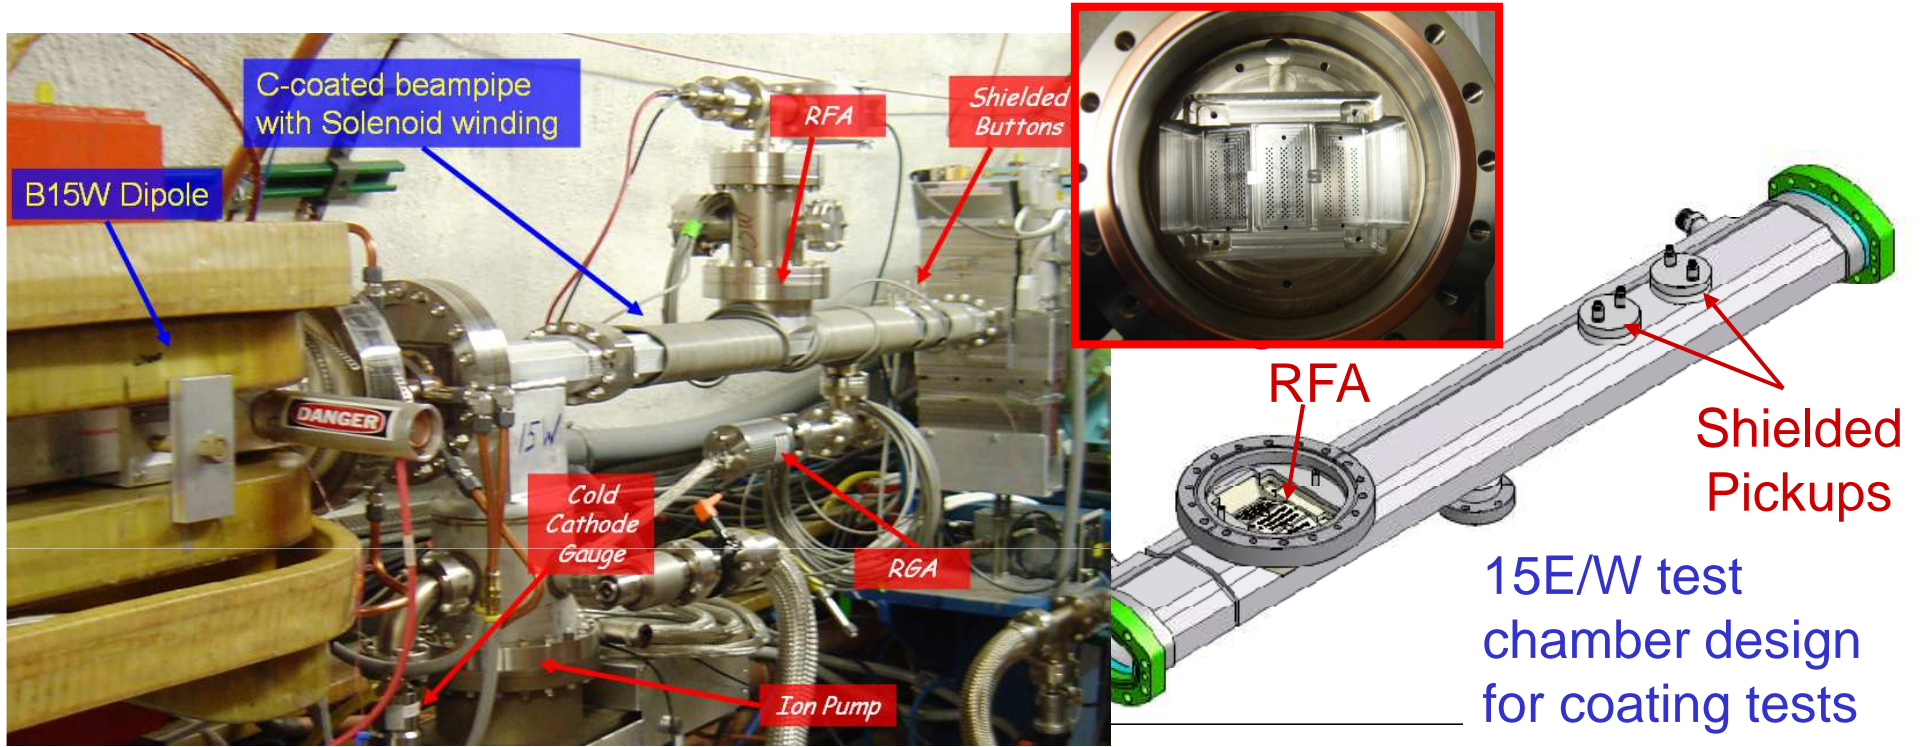 C-coated beampipe
with Solenoid winding
RFA
Shielded
Buttons
B15W Dipole
DANGER
15W
Cold
Cathode
Gauge
RGA
Ion Pump
RFA
Shielded
Pickups
15E/W test
chamber design
for coating tests